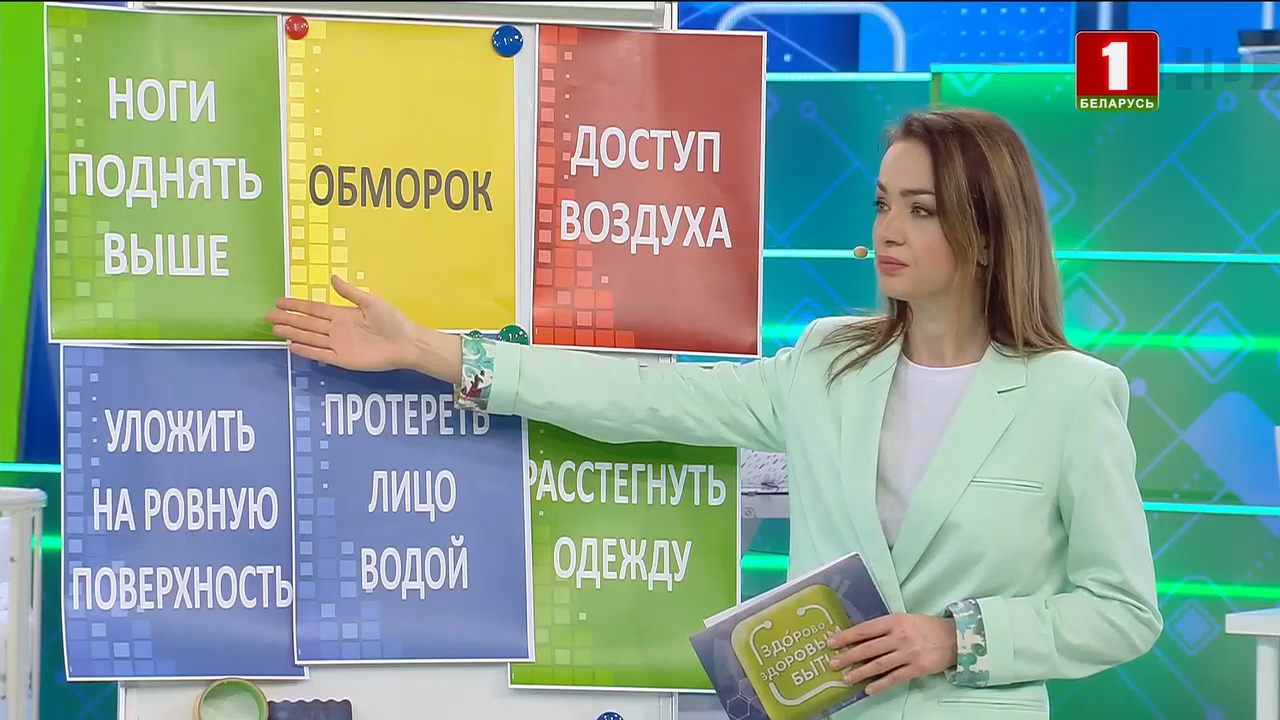 НОГИ
ПОДНЯТЬ
ВЫШЕ
ОБМОРОК
ДОСТУП
ВОЗДУХА
УЛОЖИТЬ
НА РОВНУЮ
ПОВЕРХНОСТЬ
ПРОТЕРЕТЬ
ЛИЦО
ВОДОЙ
РАССТЕГНУТЬ
ОДЕЖДУ
1
БЕЛАРУСЬ
ЗДОРОВО
ЗДОРОВЫМ
БЫТЬ